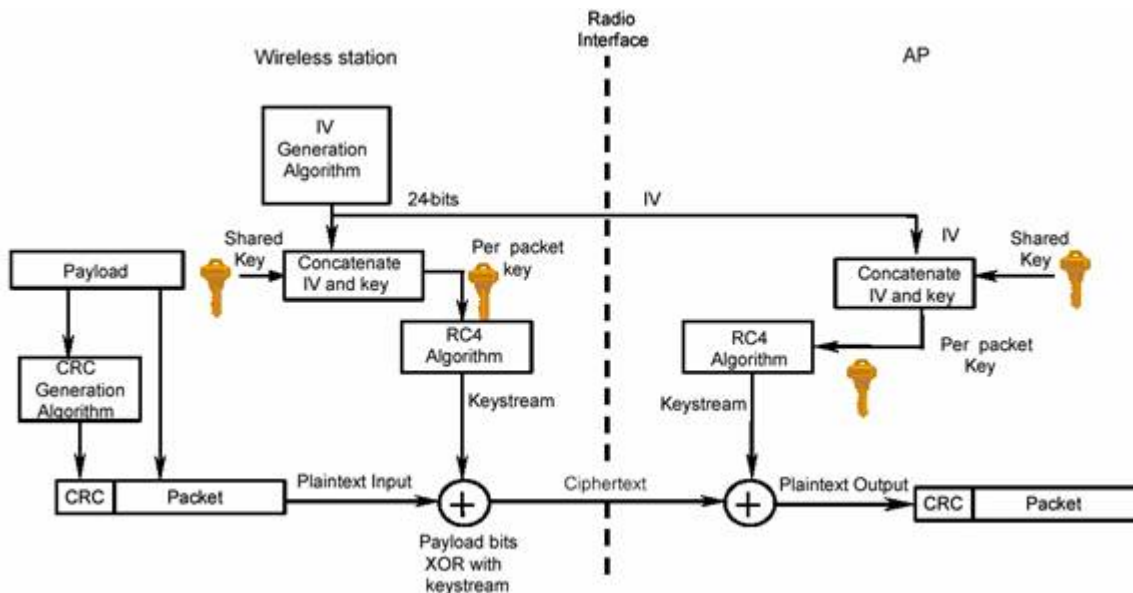 Radio
Interface
Wireless station
AP
IV
Generation
Algorithm
24-bits
IV
IV
Shared
Key
Per packet
key
Shared
Key
Payload
Concatenate
IV and key
Concatenate
IV and key
RC4
Algorithm
RC4
Algorithm
Per packet
Key
CRC
Generation
Algorithm
Keystream
Keystream
CRC
Packet
Plaintext Input
Ciphertext
Plaintext Output
CRC
Packet
Payload bits
XOR with
keystream